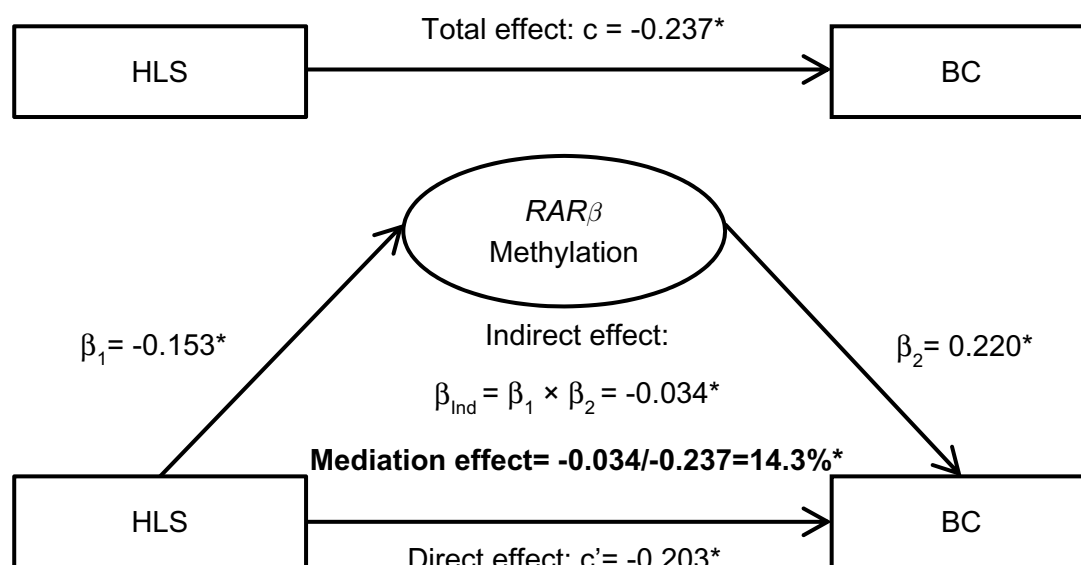 Total effect: c = -0.237*
HLS
BC
RARβ
Methylation
β₁= -0.153*
Indirect effect:
β₂= 0.220*
βInd = β₁ × β₂ = -0.034*
Mediation effect= -0.034/-0.237=14.3%*
HLS
BC
Direct effect: c’= -0.203*